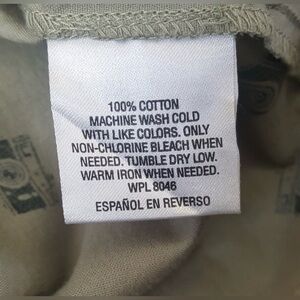 100% COTTON
MACHINE WASH COLD
WITH LIKE COLORS. ONLY
NON-CHLORINE BLEACH WHEN
NEEDED. TUMBLE DRY LOW.
WARM IRON WHEN NEEDED.
WPL 8046
ESPAÑOL EN REVERSO